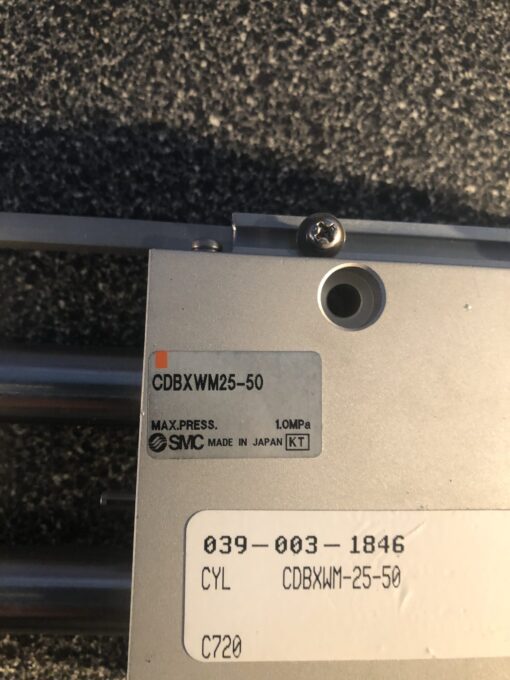 CDBXWM25-50
MAX.PRESS. 1.0MPa
SMC MADE IN JAPAN KT
039-003-1846
CYL CDBXWM-25-50
C720